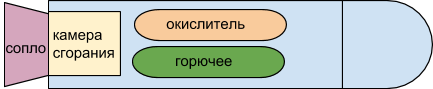 сопло
камера
сгорания
окислитель
горючее